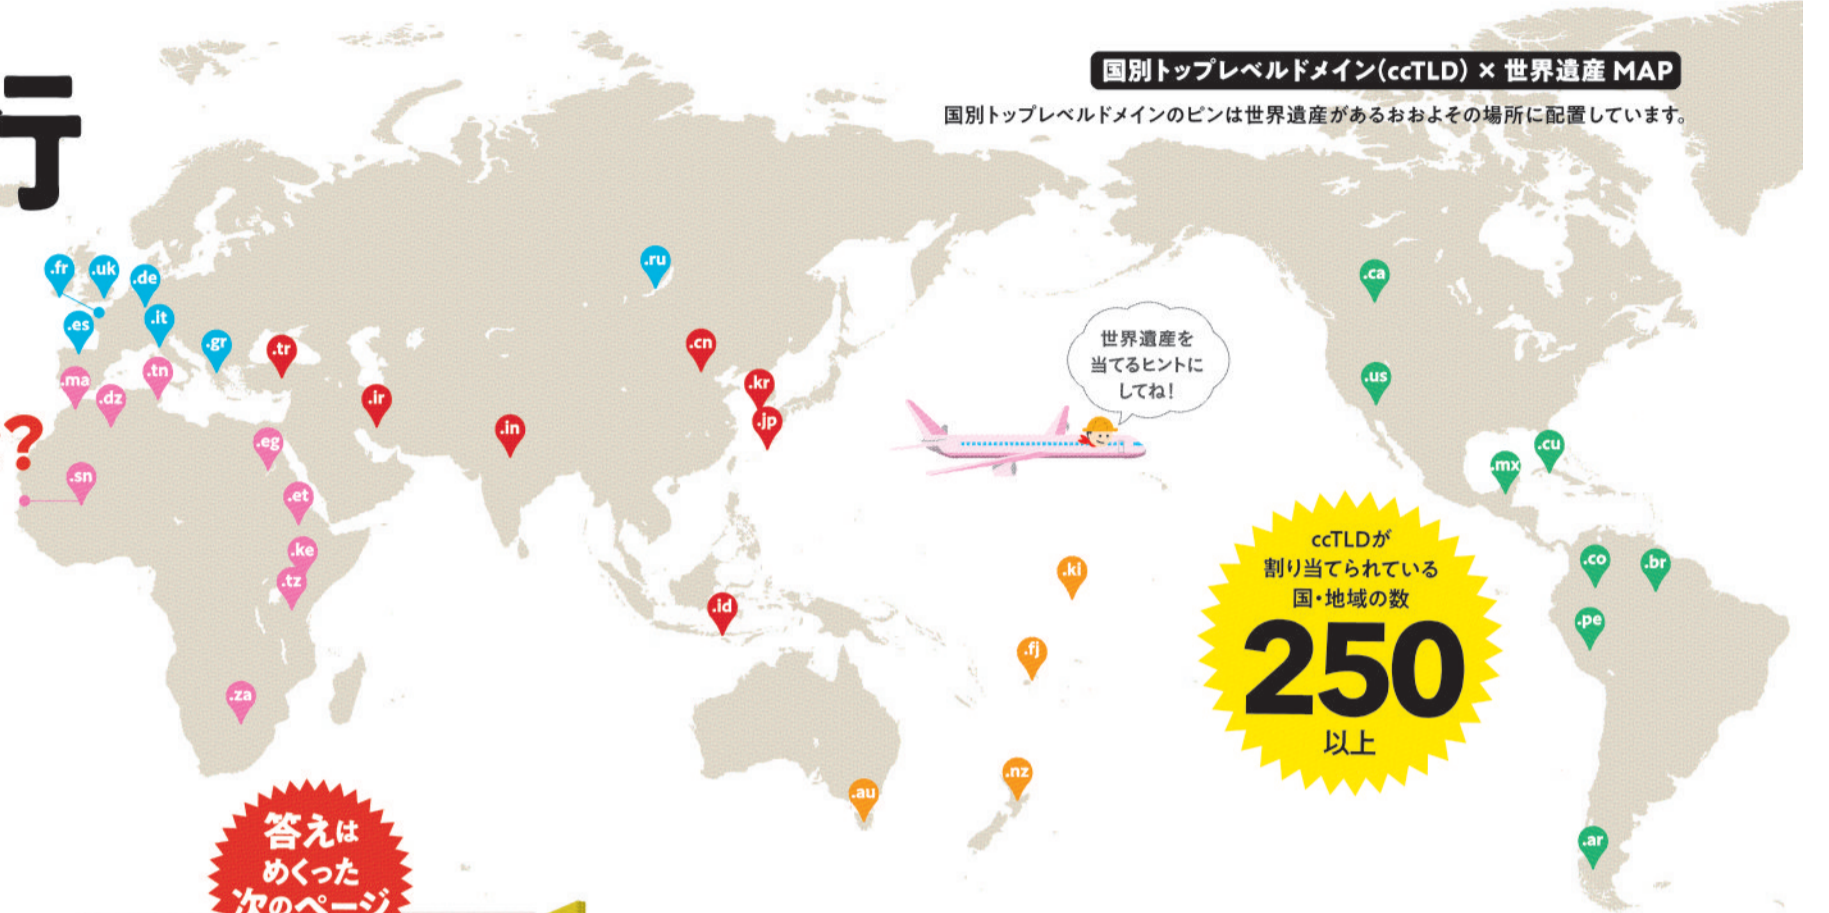 行
国別トップレベルドメイン(ccTLD) × 世界遺産 MAP
国別トップレベルドメインのピンは世界遺産があるおおよその場所に配置しています。
.fr
.uk
.de
.es
.it
.gr
.ru
.tr
.ir
.in
.cn
.kr
.jp
.id
.ma
.dz
.tn
.eg
.sn
.et
.ke
.tz
.za
?
世界遺産を
当てるヒントに
してね!
.ki
.fj
.nz
.au
.ca
.us
.mx
.cu
.co
.br
.pe
.ar
ccTLDが
割り当てられている
国・地域の数
250
以上
答えは
めくった
次のページ